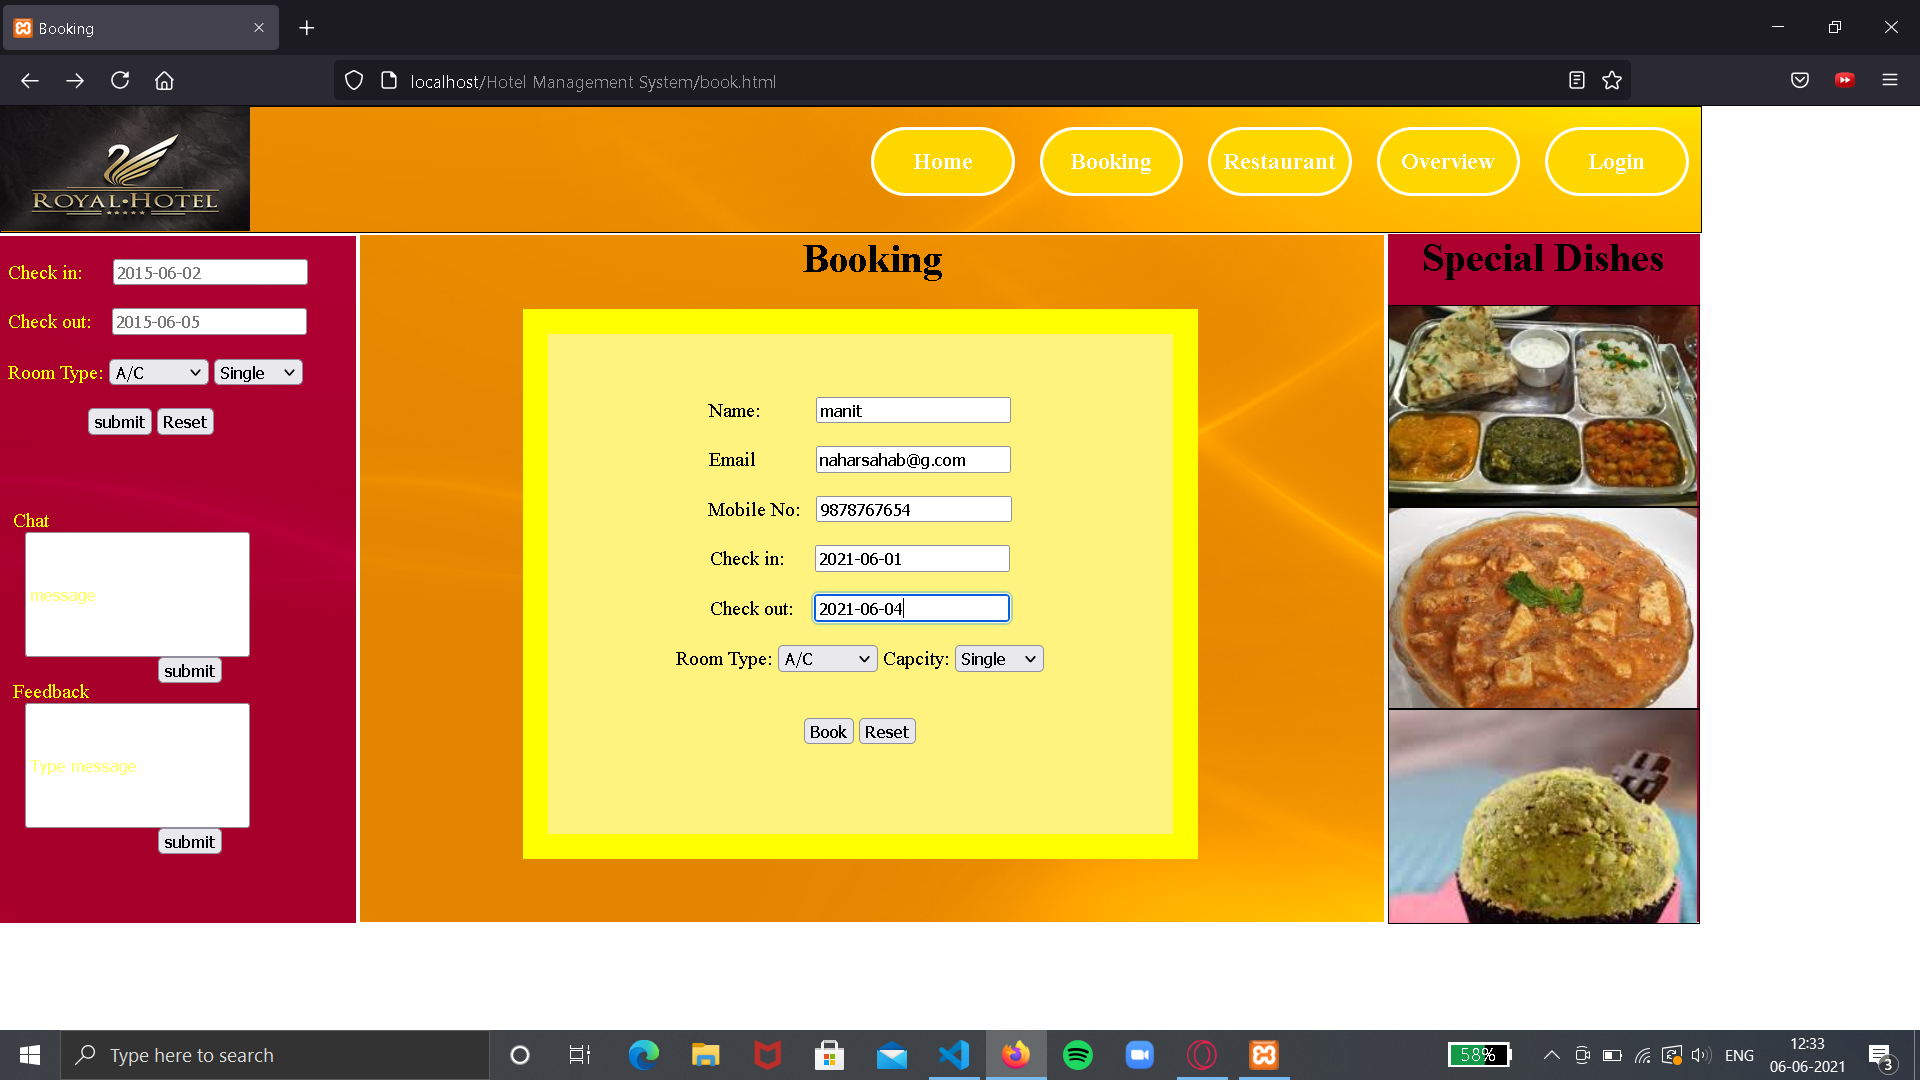 Booking
localhost/Hotel Management System/book.html
ROYAL•HOTEL
Home
Booking
Restaurant
Overview
Login
Check in: 2015-06-02
Check out: 2015-06-05
Room Type: A/C Single
submit Reset
Chat
message
submit
Feedback
Type message
submit
Booking
Name: manit
Email naharsahab@g.com
Mobile No: 9878767654
Check in: 2021-06-01
Check out: 2021-06-04
Room Type: A/C Capcity: Single
Book Reset
Special Dishes
Type here to search
58%
ENG
12:33
06-06-2021
3